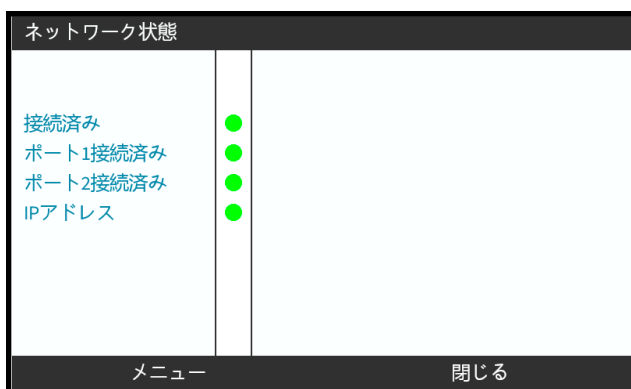 ネットワーク状態
接続済み
ポート1接続済み
ポート2接続済み
IPアドレス
メニュー
閉じる